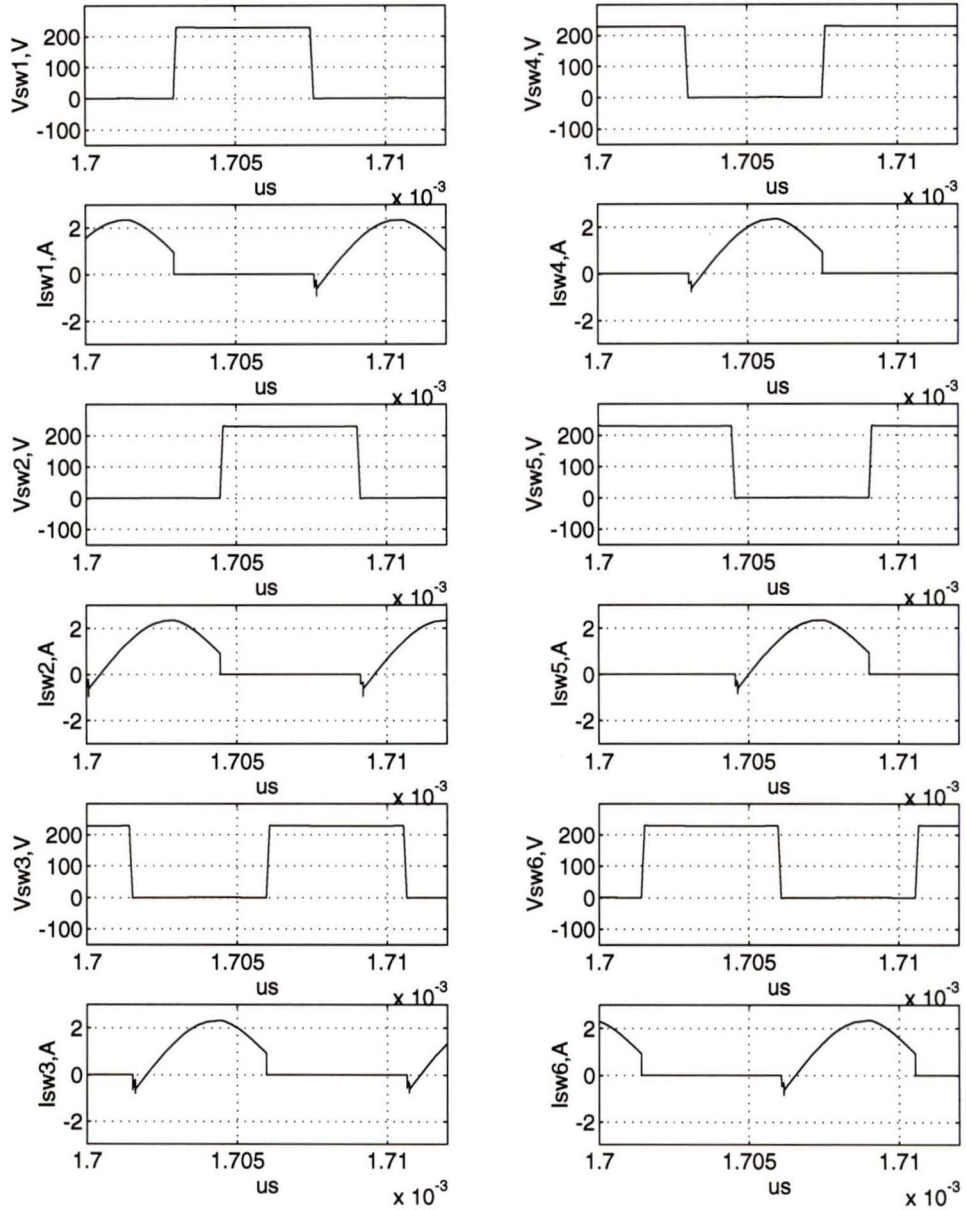 Vsw1,V
200
100
0
-100
1.7 1.705 1.71
us
x 10-3
Vsw4,V
200
100
0
-100
1.7 1.705 1.71
us
x 10-3
Isw1,A
2
0
-2
1.7 1.705 1.71
us
x 10-3
Isw4,A
2
0
-2
1.7 1.705 1.71
us
x 10-3
Vsw2,V
200
100
0
-100
1.7 1.705 1.71
us
x 10-3
Vsw5,V
200
100
0
-100
1.7 1.705 1.71
us
x 10-3
Isw2,A
2
0
-2
1.7 1.705 1.71
us
x 10-3
Isw5,A
2
0
-2
1.7 1.705 1.71
us
x 10-3
Vsw3,V
200
100
0
-100
1.7 1.705 1.71
us
x 10-3
Vsw6,V
200
100
0
-100
1.7 1.705 1.71
us
x 10-3
Isw3,A
2
0
-2
1.7 1.705 1.71
us
x 10-3
Isw6,A
2
0
-2
1.7 1.705 1.71
us
x 10-3